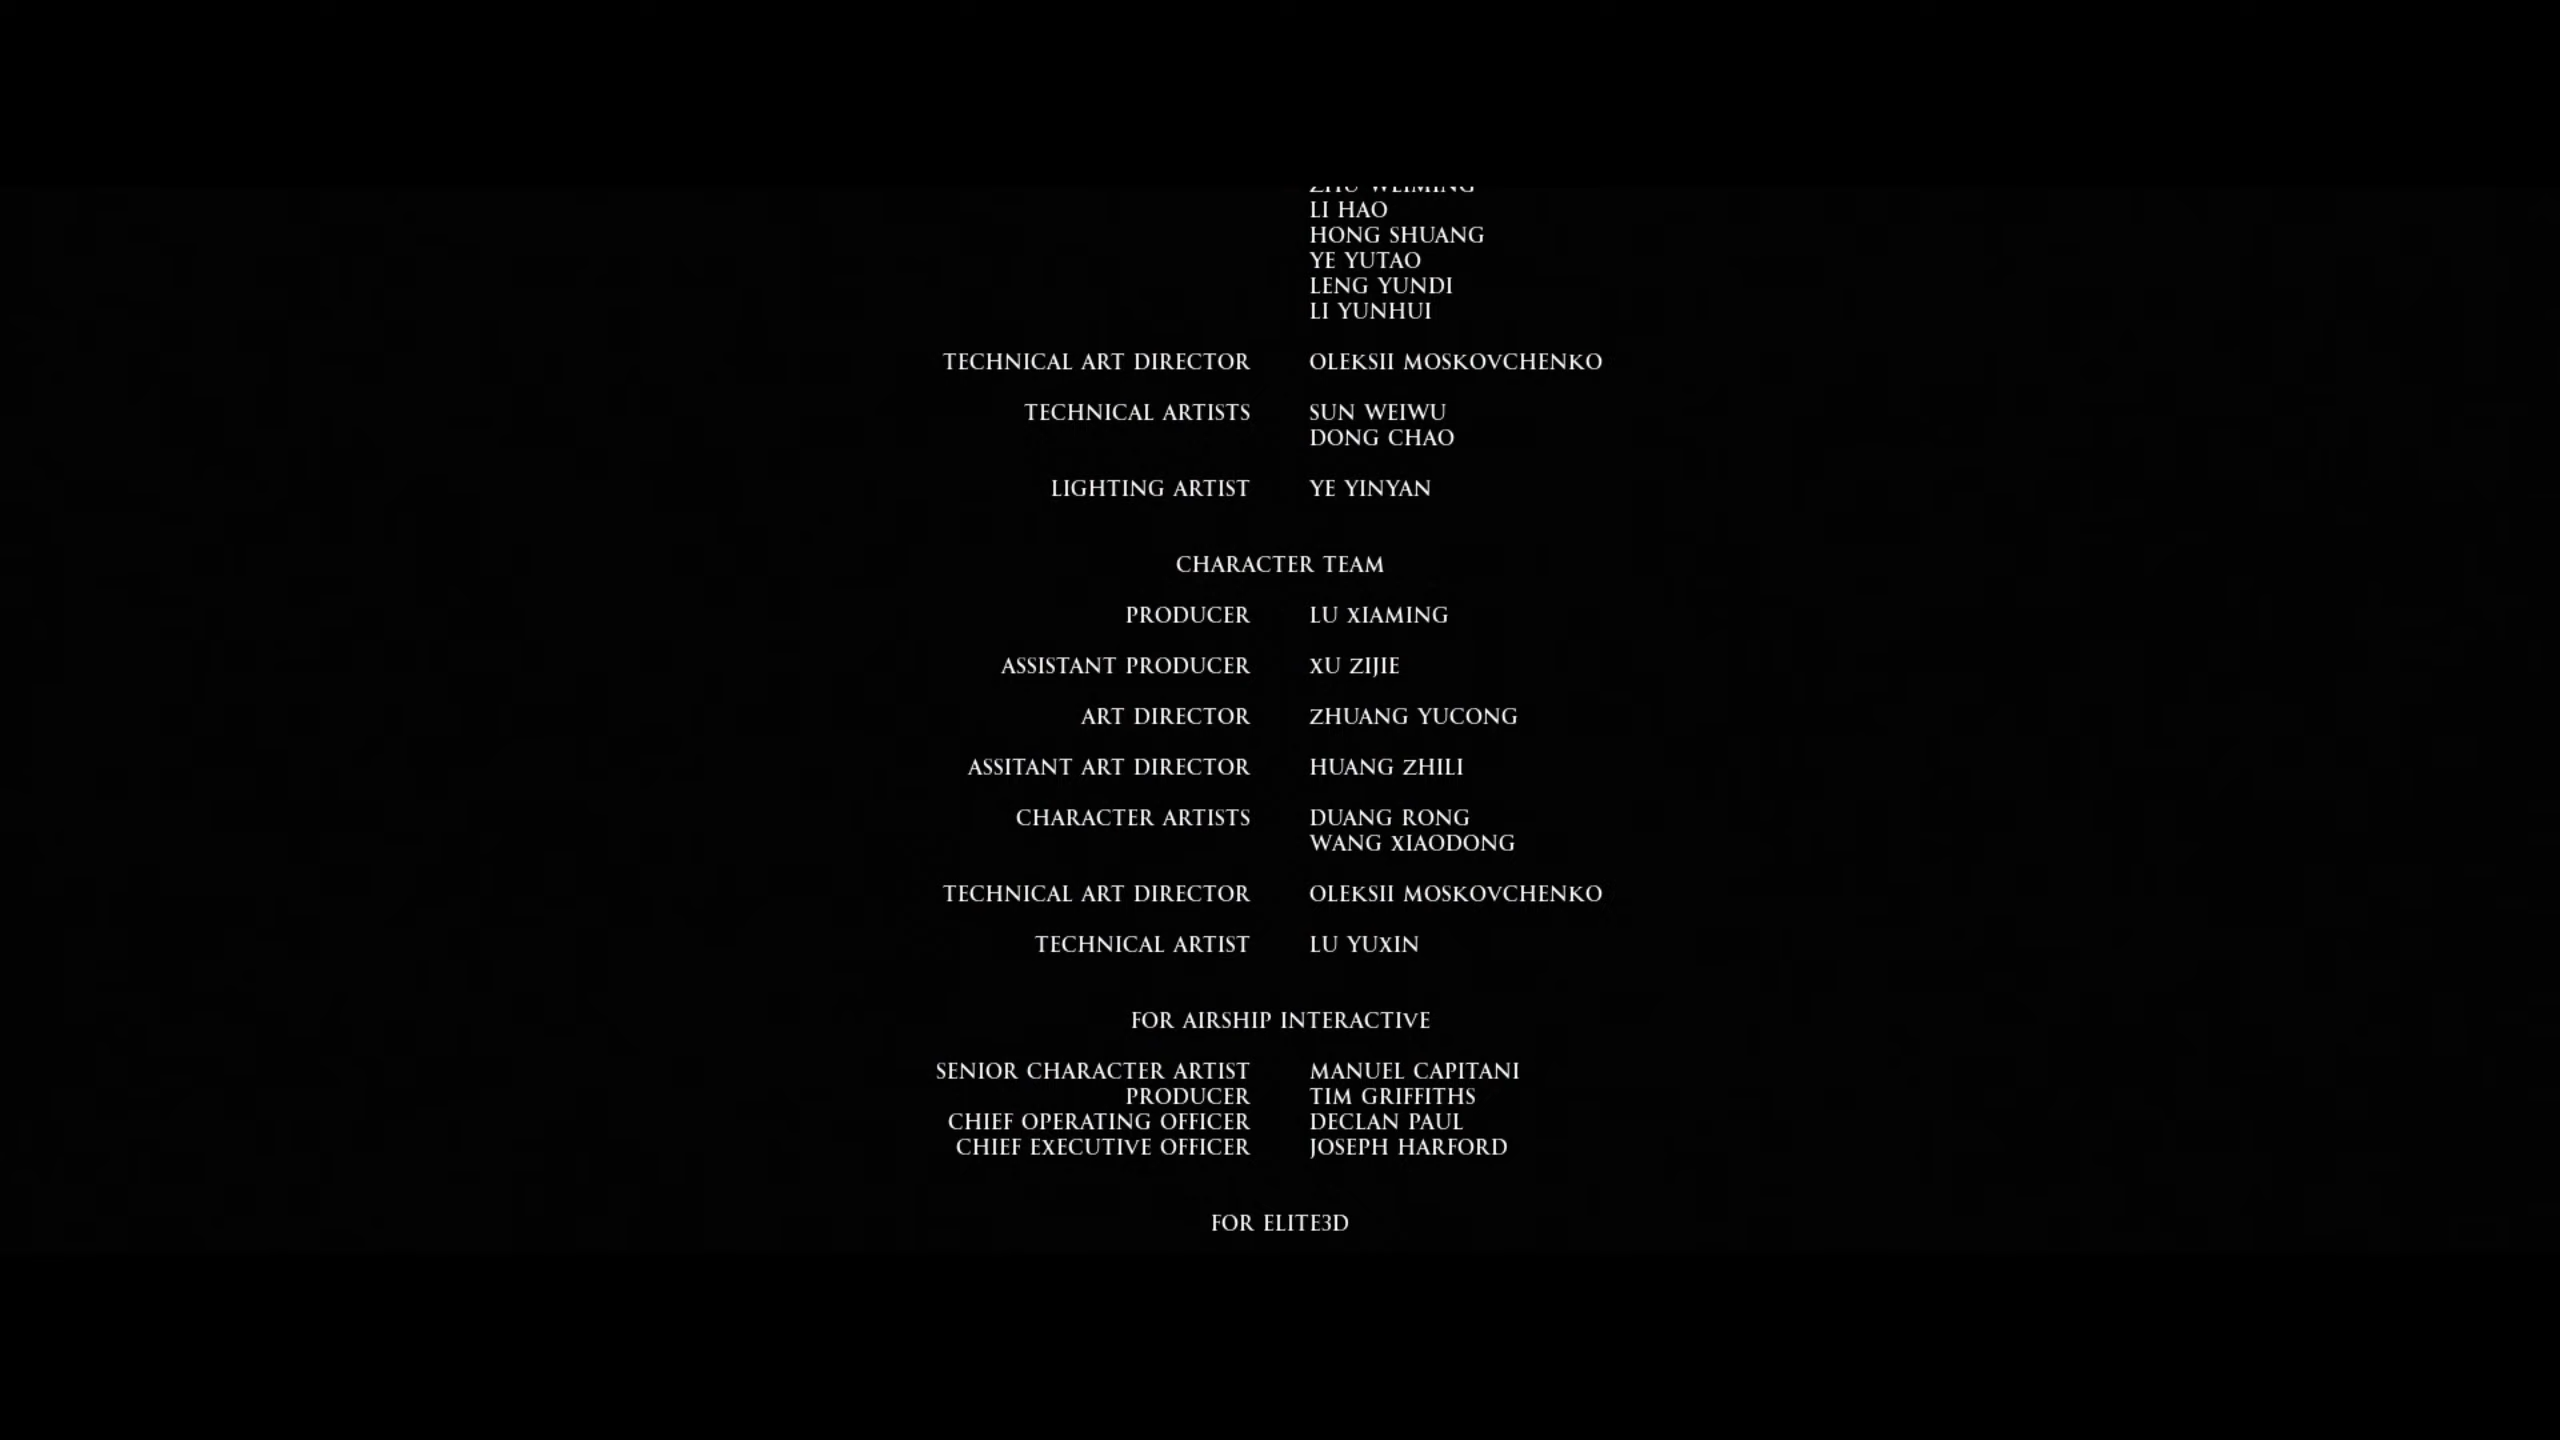 ZHU WEIMING
LI HAO
HONG SHUANG
YE YUTAO
LENG YUNDI
LI YUNHUI
TECHNICAL ART DIRECTOR OLEKSII MOSKOVCHENKO
TECHNICAL ARTISTS SUN WEIWU
DONG CHAO
LIGHTING ARTIST YE YINYAN
CHARACTER TEAM
PRODUCER LU XIAMING
ASSISTANT PRODUCER XU ZIJIE
ART DIRECTOR ZHUANG YUCONG
ASSITANT ART DIRECTOR HUANG ZHILI
CHARACTER ARTISTS DUANG RONG
WANG XIAODONG
TECHNICAL ART DIRECTOR OLEKSII MOSKOVCHENKO
TECHNICAL ARTIST LU YUXIN
FOR AIRSHIP INTERACTIVE
SENIOR CHARACTER ARTIST MANUEL CAPITANI
PRODUCER TIM GRIFFITHS
CHIEF OPERATING OFFICER DECLAN PAUL
CHIEF EXECUTIVE OFFICER JOSEPH HARFORD
FOR ELITE3D